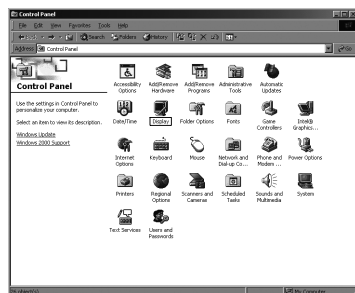 Control Panel
File Edit View Favorites Tools Help
Back Search Folders History
Address Control Panel Go
Control Panel
Use the settings in Control Panel to
personalize your computer.
Select an item to view its description.
Windows Update
Windows 2000 Support
Accessibility Options
Add/Remove Hardware
Add/Remove Programs
Administrative Tools
Automatic Updates
Date/Time
Display
Folder Options
Fonts
Game Controllers
Intel® Graphics...
Internet Options
Keyboard
Mouse
Network and Dial-up Co...
Phone and Modem ...
Power Options
Printers
Regional Options
Scanners and Cameras
Scheduled Tasks
Sounds and Multimedia
System
Text Services
Users and Passwords
object(s) My Computer